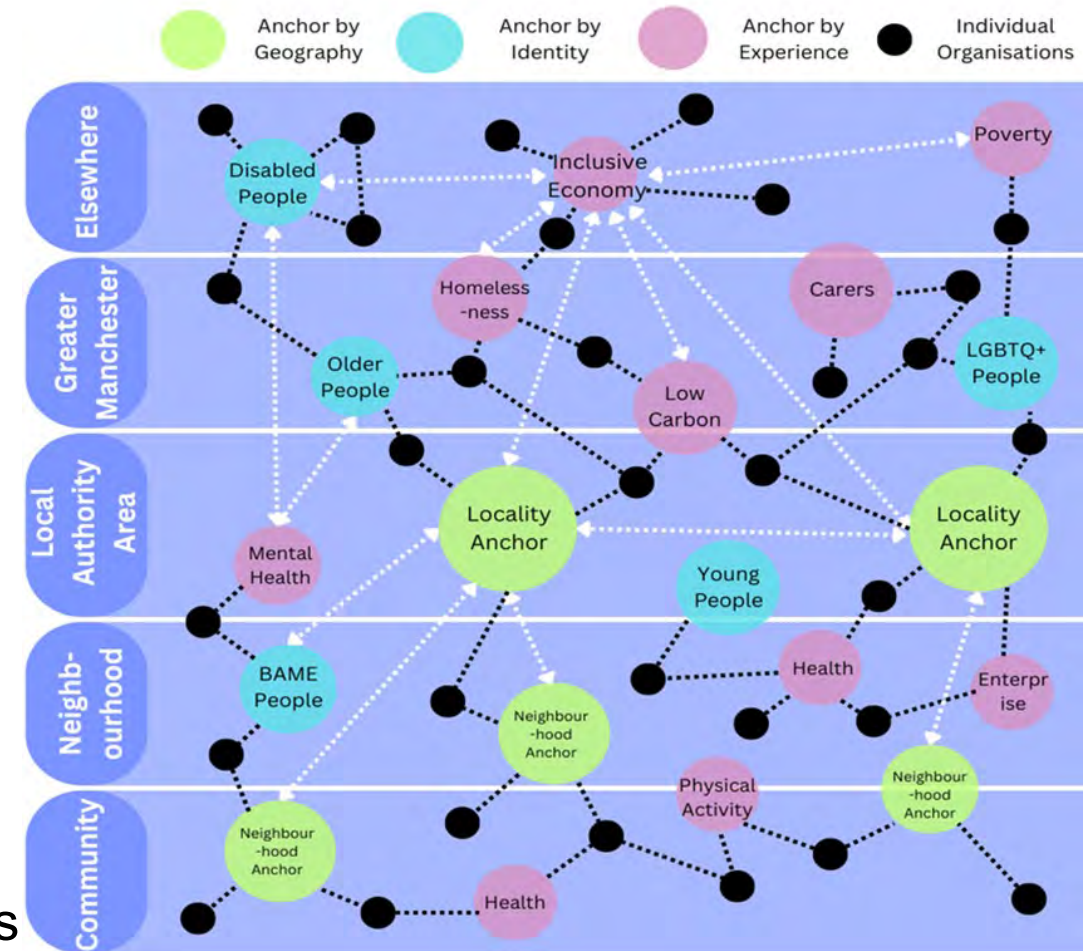 Anchor by
Geography
Anchor by
Identity
Anchor by
Experience
Individual
Organisations
Elsewhere
Disabled
People
Inclusive
Economy
Poverty
Greater
Manchester
Homeless
-ness
Carers
Older
People
LGBTQ+
People
Low
Carbon
Local
Authority
Area
Locality
Anchor
Locality
Anchor
Mental
Health
Young
People
Neighb-
ourhood
BAME
People
Health
Enterpr
ise
Neighbour
-hood
Anchor
Neighbour
-hood
Anchor
Physical
Activity
Community
Neighbour
-hood
Anchor
Health
s